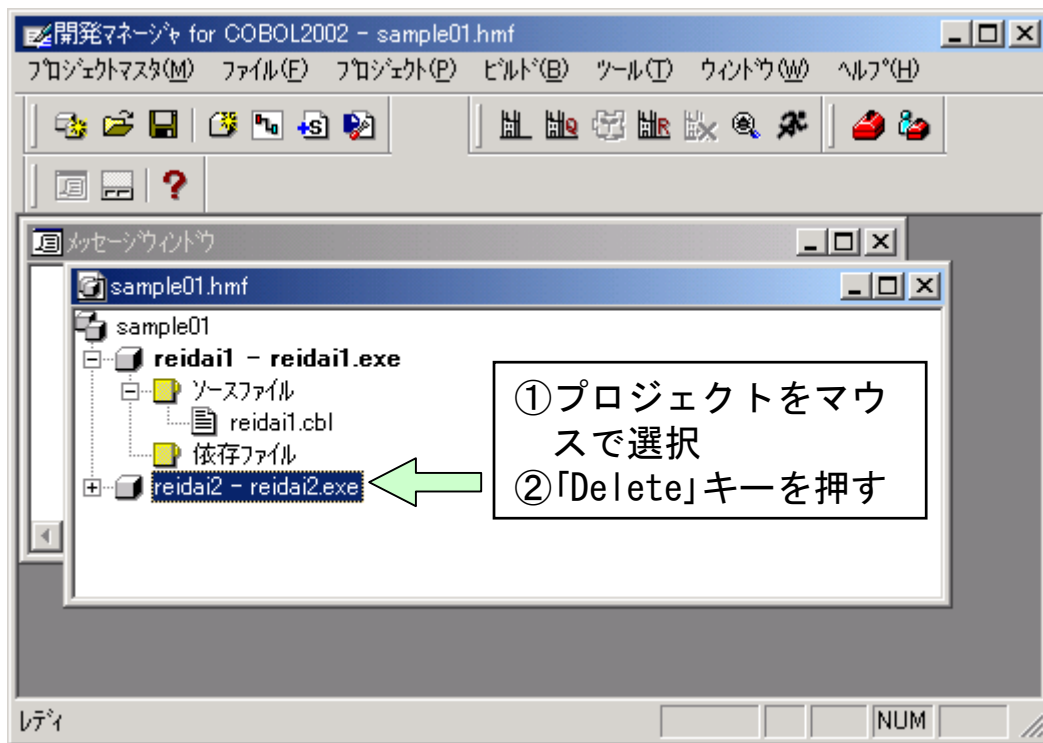 開発マネージャ for COBOL2002 - sample01.hmf
プロジェクトマスタ(M) ファイル(F) プロジェクト(P) ビルド(B) ツール(T) ウィンドウ(W) ヘルプ(H)
メッセージウィンドウ
sample01.hmf
sample01
reidai1 - reidai1.exe
ソースファイル
reidai1.cbl
依存ファイル
reidai2 - reidai2.exe
①プロジェクトをマウ
スで選択
②「Delete」キーを押す
レディ
NUM